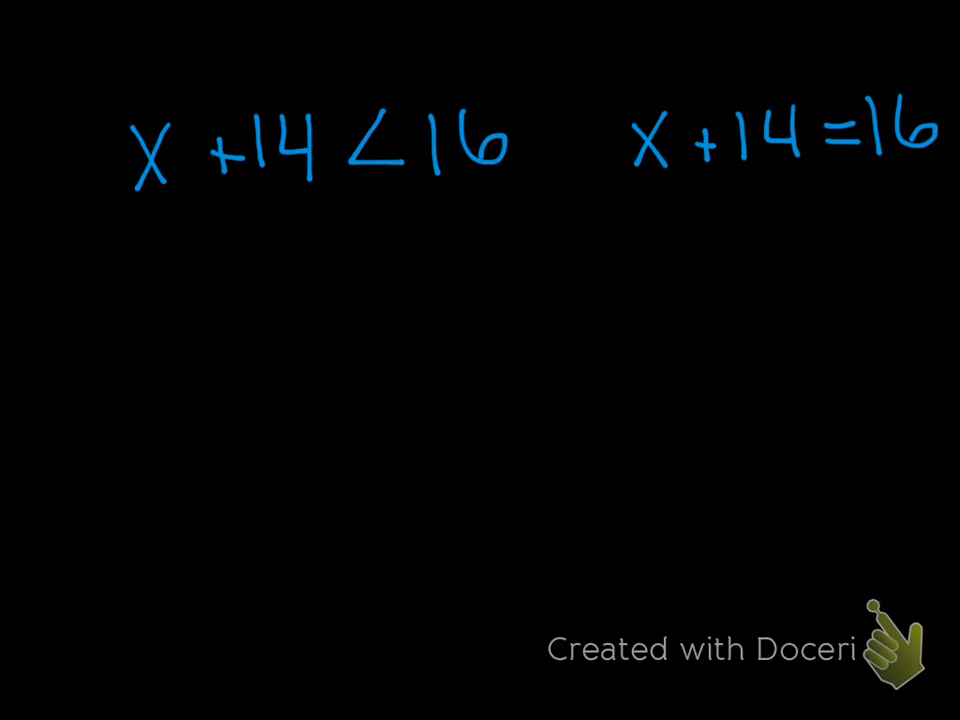 x + 14 < 16 x + 14 = 16
Created with Doceri